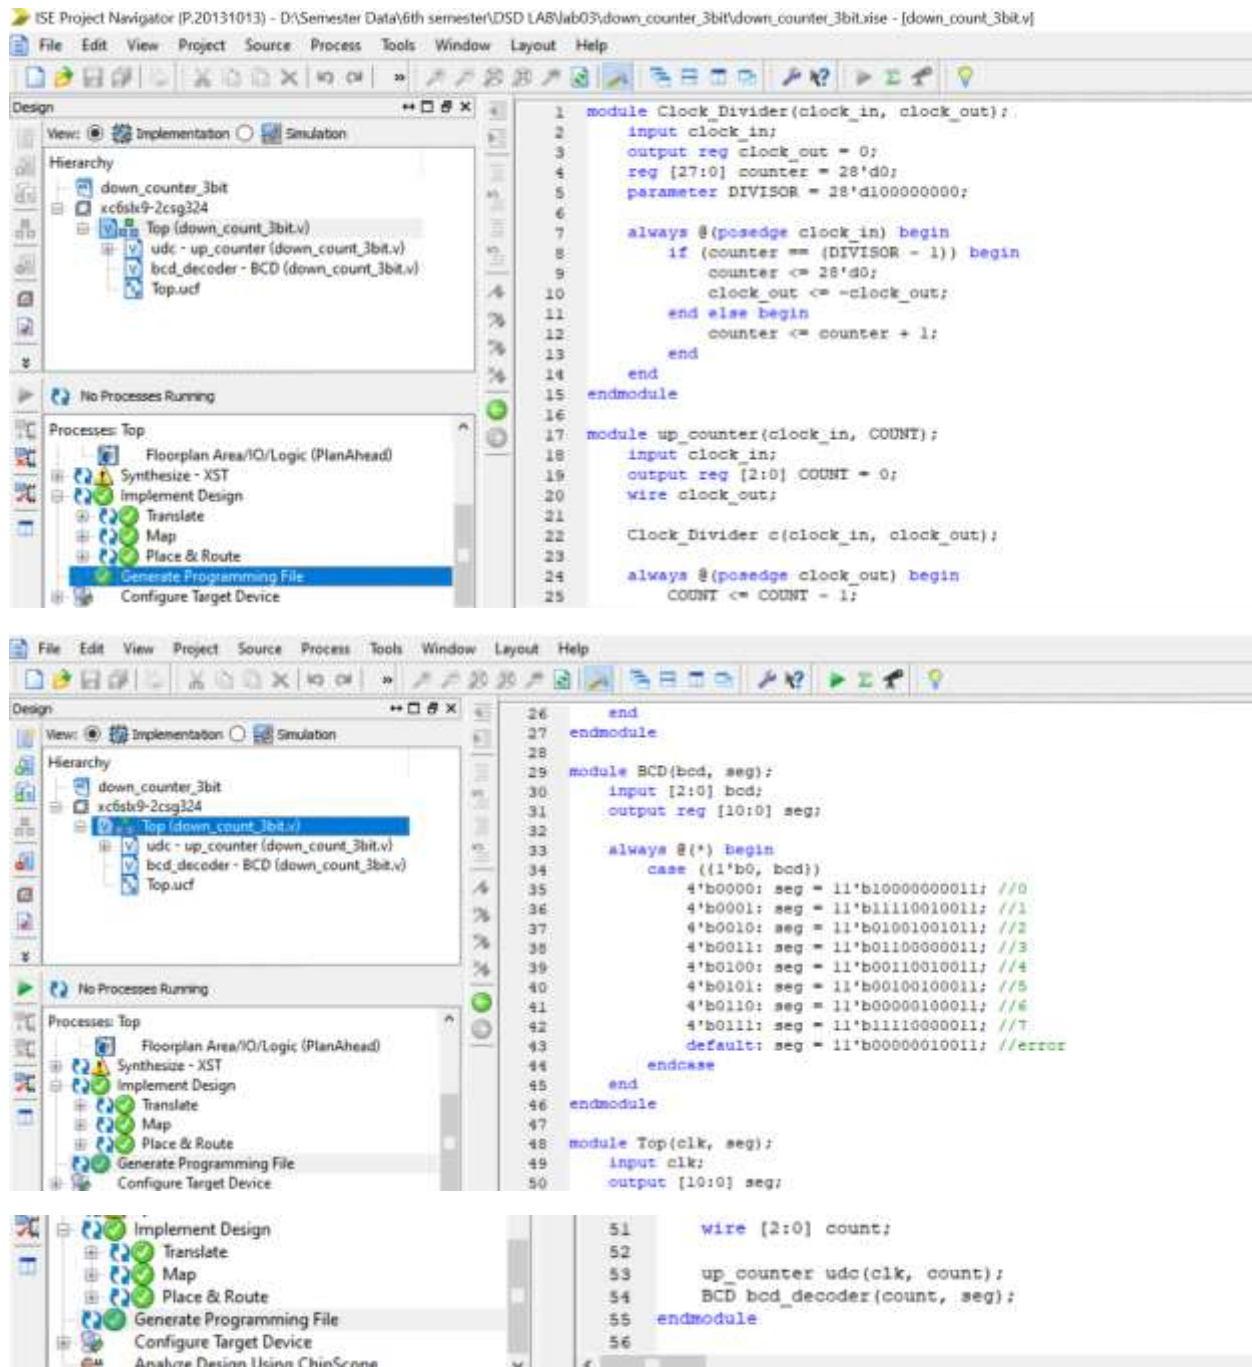 ISE Project Navigator (P.20131013) - D:\Semester Data\6th semester\DSD LAB\lab03\down_counter_3bit\down_counter_3bit.xise - [down_count_3bit.v]
File Edit View Project Source Process Tools Window Layout Help
Design
View: Implementation Simulation
Hierarchy
down_counter_3bit
xc6slx9-2csg324
Top (down_count_3bit.v)
udc - up_counter (down_count_3bit.v)
bcd_decoder - BCD (down_count_3bit.v)
Top.ucf
No Processes Running
Processes: Top
Floorplan Area/IO/Logic (PlanAhead)
Synthesize - XST
Implement Design
Translate
Map
Place & Route
Generate Programming File
Configure Target Device
1 module Clock_Divider(clock_in, clock_out);
2 input clock_in;
3 output reg clock_out = 0;
4 reg [27:0] counter = 28'd0;
5 parameter DIVISOR = 28'd100000000;
6
7 always @(posedge clock_in) begin
8 if (counter == (DIVISOR - 1)) begin
9 counter <= 28'd0;
10 clock_out <= ~clock_out;
11 end else begin
12 counter <= counter + 1;
13 end
14 end
15 endmodule
16
17 module up_counter(clock_in, COUNT);
18 input clock_in;
19 output reg [2:0] COUNT = 0;
20 wire clock_out;
21
22 Clock_Divider c(clock_in, clock_out);
23
24 always @(posedge clock_out) begin
25 COUNT <= COUNT - 1;
File Edit View Project Source Process Tools Window Layout Help
Design
View: Implementation Simulation
Hierarchy
down_counter_3bit
xc6slx9-2csg324
Top (down_count_3bit.v)
udc - up_counter (down_count_3bit.v)
bcd_decoder - BCD (down_count_3bit.v)
Top.ucf
No Processes Running
Processes: Top
Floorplan Area/IO/Logic (PlanAhead)
Synthesize - XST
Implement Design
Translate
Map
Place & Route
Generate Programming File
Configure Target Device
26 end
27 endmodule
28
29 module BCD(bcd, seg);
30 input [2:0] bcd;
31 output reg [10:0] seg;
32
33 always @(*) begin
34 case ({1'b0, bcd})
35 4'b0000: seg = 11'b10000000011; //0
36 4'b0001: seg = 11'b11110010011; //1
37 4'b0010: seg = 11'b01001001011; //2
38 4'b0011: seg = 11'b01100000011; //3
39 4'b0100: seg = 11'b00110010011; //4
40 4'b0101: seg = 11'b00100100011; //5
41 4'b0110: seg = 11'b00000100011; //6
42 4'b0111: seg = 11'b11110000011; //7
43 default: seg = 11'b00000010011; //error
44 endcase
45 end
46 endmodule
47
48 module Top(clk, seg);
49 input clk;
50 output [10:0] seg;
Implement Design
Translate
Map
Place & Route
Generate Programming File
Configure Target Device
Analyze Design Using ChipScope
51 wire [2:0] count;
52
53 up_counter udc(clk, count);
54 BCD bcd_decoder(count, seg);
55 endmodule
56